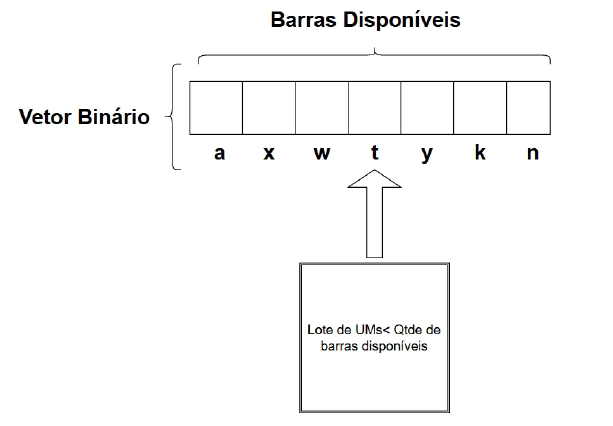 Barras Disponíveis
Vetor Binário
a x w t y k n
Lote de UMs< Qtde de
barras disponíveis